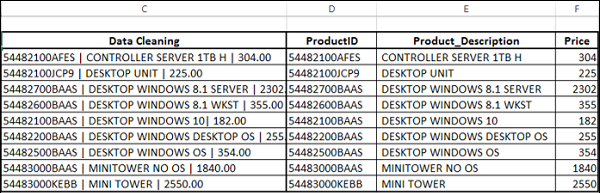 C D E F
Data Cleaning ProductID Product_Description Price
54482100AFES | CONTROLLER SERVER 1TB H | 304.00 54482100AFES CONTROLLER SERVER 1TB H 304
54482100JCP9 | DESKTOP UNIT | 225.00 54482100JCP9 DESKTOP UNIT 225
54482700BAAS | DESKTOP WINDOWS 8.1 SERVER | 2302. 54482700BAAS DESKTOP WINDOWS 8.1 SERVER 2302
54482600BAAS | DESKTOP WINDOWS 8.1 WKST | 355.00 54482600BAAS DESKTOP WINDOWS 8.1 WKST 355
54482100BAAS | DESKTOP WINDOWS 10| 182.00 54482100BAAS DESKTOP WINDOWS 10 182
54482200BAAS | DESKTOP WINDOWS DESKTOP OS | 255 54482200BAAS DESKTOP WINDOWS DESKTOP OS 255
54482500BAAS | DESKTOP WINDOWS OS | 354.00 54482500BAAS DESKTOP WINDOWS OS 354
54483000BAAS | MINITOWER NO OS | 1840.00 54483000BAAS MINITOWER NO OS 1840
54483000KEBB | MINI TOWER | 2550.00 54483000KEBB MINI TOWER 2550